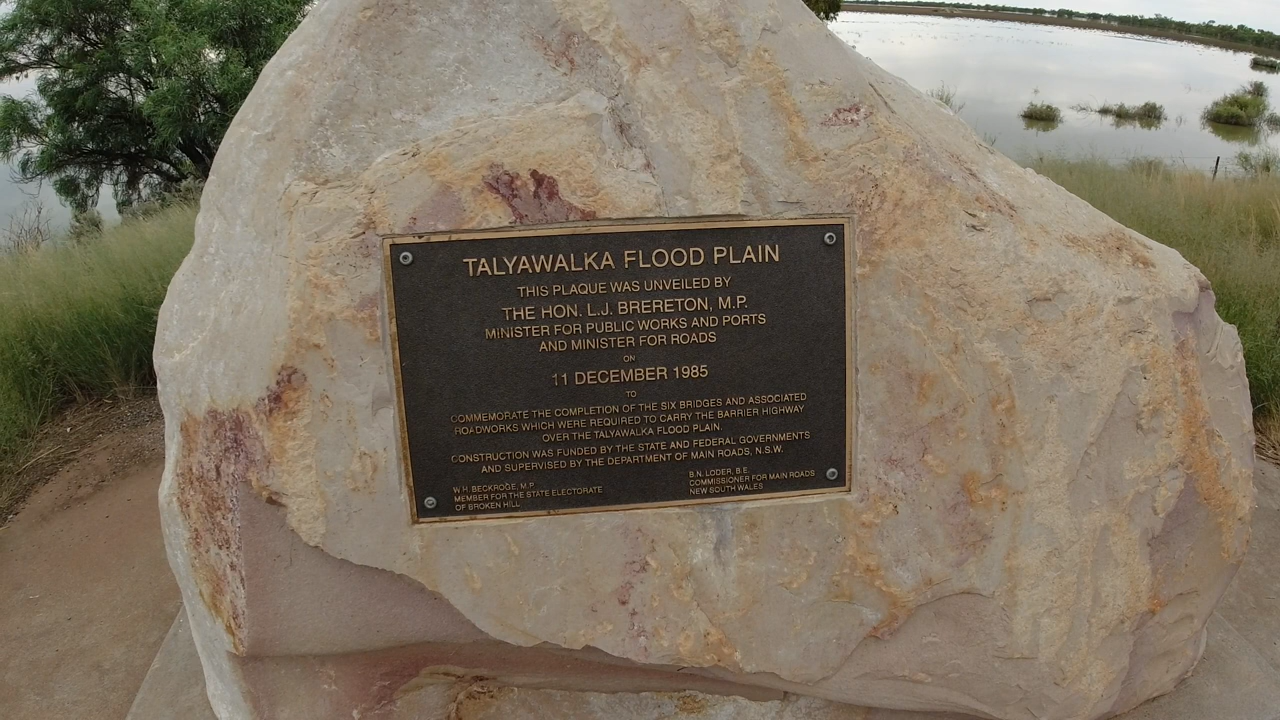 TALYAWALKA FLOOD PLAIN
THIS PLAQUE WAS UNVEILED BY
THE HON. L.J. BRERETON, M.P.
MINISTER FOR PUBLIC WORKS AND PORTS
AND MINISTER FOR ROADS
ON
11 DECEMBER 1985
TO
COMMEMORATE THE COMPLETION OF THE SIX BRIDGES AND ASSOCIATED
ROADWORKS WHICH WERE REQUIRED TO CARRY THE BARRIER HIGHWAY
OVER THE TALYAWALKA FLOOD PLAIN.
CONSTRUCTION WAS FUNDED BY THE STATE AND FEDERAL GOVERNMENTS
AND SUPERVISED BY THE DEPARTMENT OF MAIN ROADS, N.S.W.
W.H. BECKROGE, M.P.
MEMBER FOR THE STATE ELECTORATE
OF BROKEN HILL
B.N. LODER, B.E.
COMMISSIONER FOR MAIN ROADS
NEW SOUTH WALES